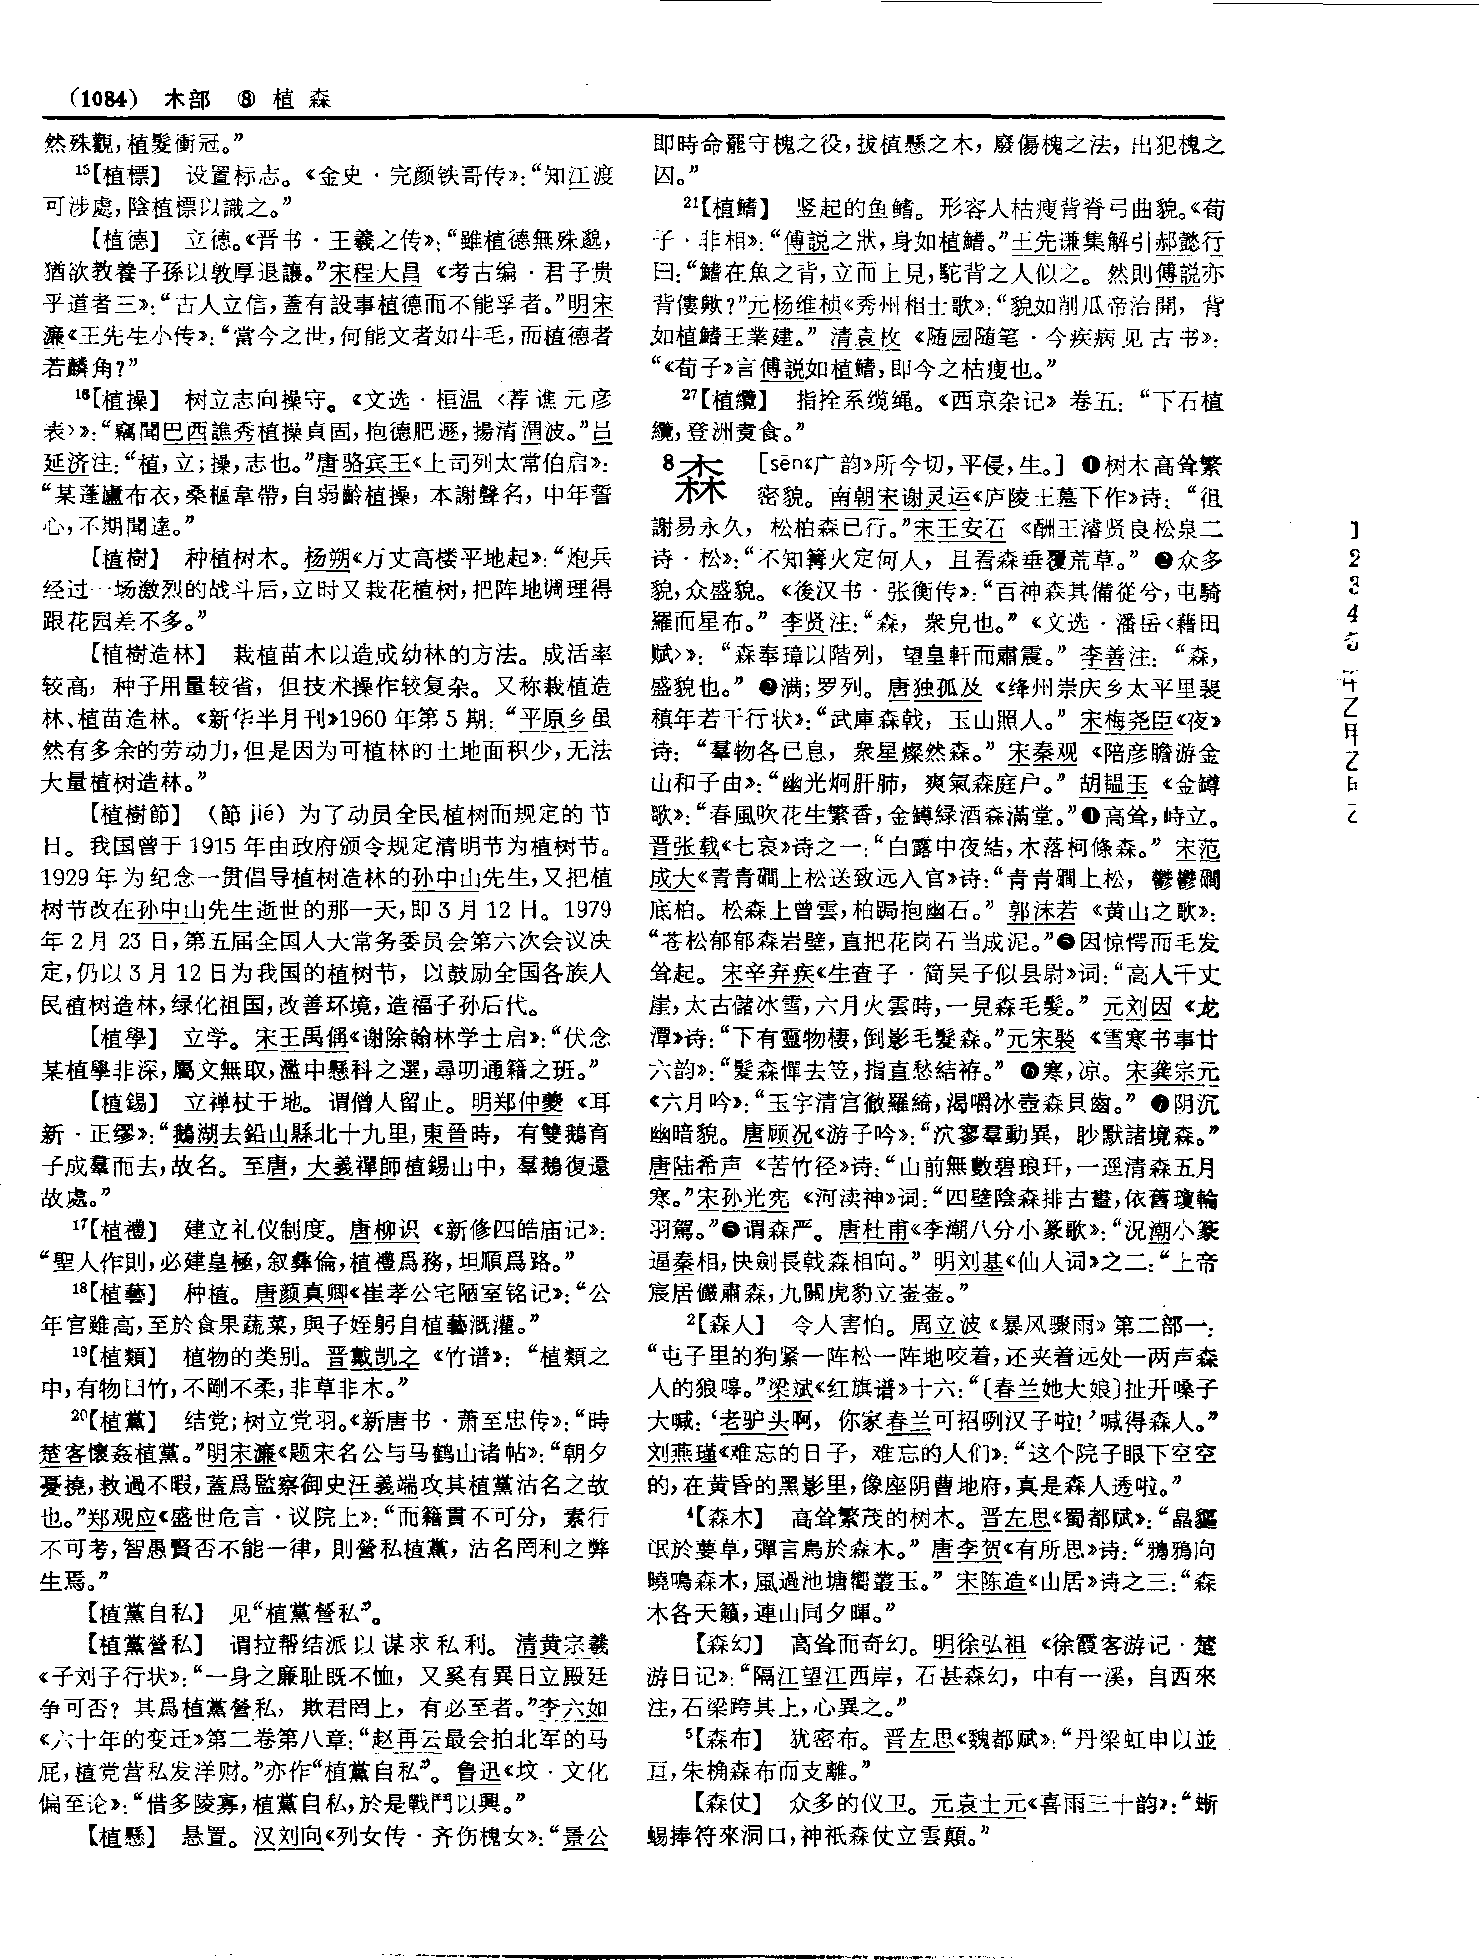 (1084) 木部 ⑧ 植 森
然殊觀，植髮衝冠。”
15【植標】 设置标志。《金史·完颜铁哥传》：“知江渡
可涉處，陰植標以識之。”
【植德】 立德。《晋书·王羲之传》：“雖植德無殊邈，
猶欲教養子孫以敦厚退讓。”宋程大昌《考古编·君子贵
乎道者三》：“古人立信，蓋有設事植德而不能孚者。”明宋
濂《王先生小传》：“當今之世，何能文者如牛毛，而植德者
若麟角？”
16【植操】 树立志向操守。《文选·桓温〈荐谯元彦
表〉》：“竊聞巴西譙秀植操貞固，抱德肥遯，揚清渭波。”吕
延济注：“植，立；操，志也。”唐骆宾王《上司列太常伯启》：
“某蓬廬布衣，桑樞韋帶，自弱齡植操，本謝聲名，中年誓
心，不期聞達。”
【植樹】 种植树木。杨朔《万丈高楼平地起》：“炮兵
经过一场激烈的战斗后，立时又栽花植树，把阵地调理得
跟花园差不多。”
【植樹造林】 栽植苗木以造成幼林的方法。成活率
较高，种子用量较省，但技术操作较复杂。又称栽植造
林、植苗造林。《新华半月刊》1960年第5期：“平原乡虽
然有多余的劳动力，但是因为可植林的土地面积少，无法
大量植树造林。”
【植樹節】 （節 jié）为了动员全民植树而规定的节
日。我国曾于1915年由政府颁令规定清明节为植树节。
1929年为纪念一贯倡导植树造林的孙中山先生，又把植
树节改在孙中山先生逝世的那一天，即3月12日。1979
年2月23日，第五届全国人大常务委员会第六次会议决
定，仍以3月12日为我国的植树节，以鼓励全国各族人
民植树造林，绿化祖国，改善环境，造福子孙后代。
【植學】 立学。宋王禹偁《谢除翰林学士启》：“伏念
某植學非深，屬文無取，濫中懸科之選，尋叨通籍之班。”
【植錫】 立禅杖于地。谓僧人留止。明郑仲夔《耳
新·正缪》：“鵝湖去鉛山縣北十九里，東晉時，有雙鵝育
子成羣而去，故名。至唐，大義禪師植錫山中，羣鵝復還
故處。”
17【植禮】 建立礼仪制度。唐柳识《新修四皓庙记》：
“聖人作則，必建皇極，叙彝倫，植禮爲務，坦順爲路。”
18【植藝】 种植。唐颜真卿《崔孝公宅陋室铭记》：“公
年官雖高，至於食果蔬菜，與子姪躬自植藝溉灌。”
19【植類】 植物的类别。晋戴凯之《竹谱》：“植類之
中，有物曰竹，不剛不柔，非草非木。”
20【植黨】 结党；树立党羽。《新唐书·萧至忠传》：“時
楚客懷姦植黨。”明宋濂《题宋名公与马鹤山诸帖》：“朝夕
憂撓，救過不暇，蓋爲監察御史汪義端攻其植黨沽名之故
也。”郑观应《盛世危言·议院上》：“而籍貫不可分，素行
不可考，智愚賢否不能一律，則營私植黨，沽名罔利之弊
生焉。”
【植黨自私】 见“植黨營私”。
【植黨營私】 谓拉帮结派以谋求私利。清黄宗羲
《子刘子行状》：“一身之廉耻既不恤，又奚有異日立殿廷
争可否？其爲植黨營私，欺君罔上，有必至者。”李六如
《六十年的变迁》第二卷第八章：“赵再云最会拍北军的马
屁，植党营私发洋财。”亦作“植黨自私”。鲁迅《坟·文化
偏至论》：“借多陵寡，植黨自私，於是戰鬥以興。”
【植懸】 悬置。汉刘向《列女传·齐伤槐女》：“景公
即時命罷守槐之役，拔植懸之木，廢傷槐之法，出犯槐之
囚。”
21【植鰭】 竖起的鱼鳍。形容人枯瘦背脊弓曲貌。《荀
子·非相》：“傅説之狀，身如植鰭。”王先谦集解引郝懿行
曰：“鰭在魚之背，立而上見，駝背之人似之。然則傅説亦
背僂歟？”元杨维桢《秀州相士歌》：“貌如削瓜帝治開，背
如植鰭王業建。”清袁枚《随园随笔·今疾病见古书》：
“《荀子》言傅説如植鰭，即今之枯瘦也。”
27【植纜】 指拴系缆绳。《西京杂记》卷五：“下石植
纜，登洲煑食。”
8森 ［sēn《广韵》所今切，平侵，生。］❶树木高耸繁
密貌。南朝宋谢灵运《庐陵王墓下作》诗：“徂
謝易永久，松柏森已行。”宋王安石《酬王濬贤良松泉二
诗·松》：“不知篝火定何人，且看森垂覆荒草。”❷众多
貌，众盛貌。《後汉书·张衡传》：“百神森其備從兮，屯騎
羅而星布。”李贤注：“森，衆皃也。”《文选·潘岳〈藉田
赋〉》：“森奉璋以階列，望皇軒而肅震。”李善注：“森，
盛貌也。”❸满；罗列。唐独孤及《绛州崇庆乡太平里裴
稹年若干行状》：“武庫森戟，玉山照人。”宋梅尧臣《夜》
诗：“羣物各已息，衆星燦然森。”宋秦观《陪彦瞻游金
山和子由》：“幽光炯肝肺，爽氣森庭户。”胡韫玉《金罇
歌》：“春風吹花生繁香，金罇緑酒森滿堂。”❹高耸，峙立。
晋张载《七哀》诗之一：“白露中夜結，木落柯條森。”宋范
成大《青青磵上松送致远入官》诗：“青青磵上松，鬱鬱磵
底柏。松森上曾雲，柏跼抱幽石。”郭沫若《黄山之歌》：
“苍松郁郁森岩壁，直把花岗石当成泥。”❺因惊愕而毛发
耸起。宋辛弃疾《生查子·简吴子似县尉》词：“高人千丈
崖，太古儲冰雪，六月火雲時，一見森毛髪。”元刘因《龙
潭》诗：“下有靈物棲，倒影毛髮森。”元宋褧《雪寒书事廿
六韵》：“髮森憚去笠，指直愁結袸。”❻寒，凉。宋龚宗元
《六月吟》：“玉宇清宫徹羅綺，渴嚼冰壺森貝齒。”❼阴沉
幽暗貌。唐顾况《游子吟》：“沉寥羣動異，眇默諸境森。”
唐陆希声《苦竹径》诗：“山前無數碧琅玕，一逕清森五月
寒。”宋孙光宪《河渎神》词：“四壁陰森排古畫，依舊瓊輪
羽駕。”❽谓森严。唐杜甫《李潮八分小篆歌》：“況潮小篆
逼秦相，快劍長戟森相向。”明刘基《仙人词》之二：“上帝
宸居儼肅森，九關虎豹立崟崟。”
2【森人】 令人害怕。周立波《暴风骤雨》第二部一：
“屯子里的狗紧一阵松一阵地咬着，还夹着远处一两声森
人的狼嗥。”梁斌《红旗谱》十六：“〔春兰她大娘〕扯开嗓子
大喊：‘老驴头啊，你家春兰可招咧汉子啦！’喊得森人。”
刘燕瑾《难忘的日子，难忘的人们》：“这个院子眼下空空
的，在黄昏的黑影里，像座阴曹地府，真是森人透啦。”
4【森木】 高耸繁茂的树木。晋左思《蜀都赋》：“皛貙
氓於葽草，彈言鳥於森木。”唐李贺《有所思》诗：“鴉鴉向
曉鳴森木，風過池塘響叢玉。”宋陈造《山居》诗之三：“森
木各天籟，連山同夕暉。”
【森幻】 高耸而奇幻。明徐弘祖《徐霞客游记·楚
游日记》：“隔江望江西岸，石甚森幻，中有一溪，自西來
注，石梁跨其上，心異之。”
5【森布】 犹密布。晋左思《魏都赋》：“丹梁虹申以並
亘，朱桷森布而支離。”
【森仗】 众多的仪卫。元袁士元《喜雨三十韵》：“蜥
蜴捧符來洞口，神祇森仗立雲顛。”